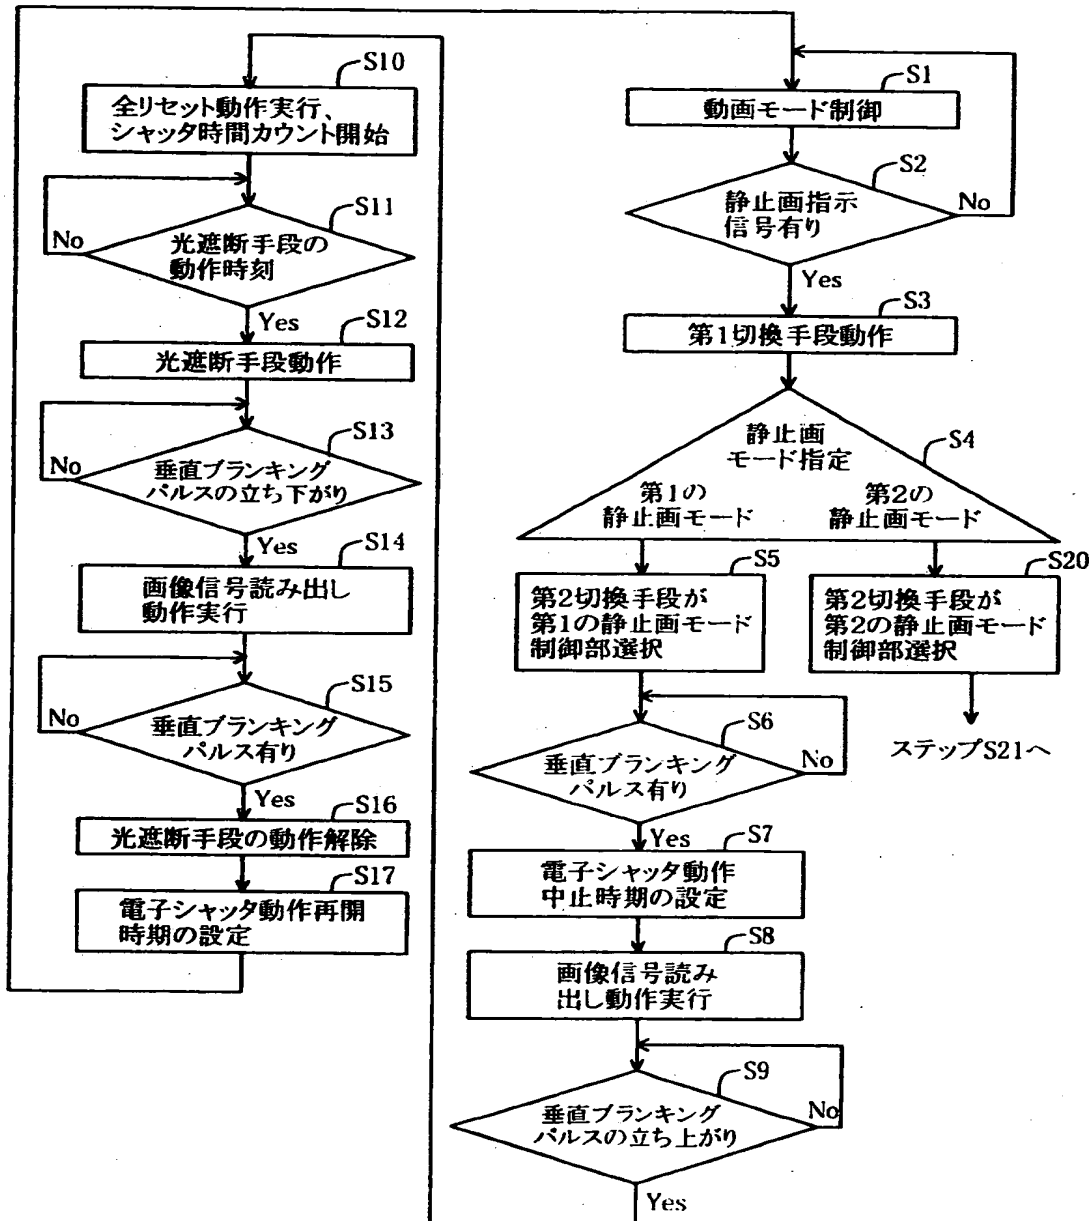 S1
動画モード制御
S2
静止画指示
信号有り
No
Yes
S3
第1切換手段動作
S4
静止画
モード指定
第1の
静止画モード
第2の
静止画モード
S5
第2切換手段が
第1の静止画モード
制御部選択
S20
第2切換手段が
第2の静止画モード
制御部選択
ステップS21へ
S6
垂直ブランキング
パルス有り
No
Yes
S7
電子シャッタ動作
中止時期の設定
S8
画像信号読み
出し動作実行
S9
垂直ブランキング
パルスの立ち上がり
No
Yes
S10
全リセット動作実行、
シャッタ時間カウント開始
S11
光遮断手段の
動作時刻
No
Yes
S12
光遮断手段動作
S13
垂直ブランキング
パルスの立ち下がり
No
Yes
S14
画像信号読み出し
動作実行
S15
垂直ブランキング
パルス有り
No
Yes
S16
光遮断手段の動作解除
S17
電子シャッタ動作再開
時期の設定